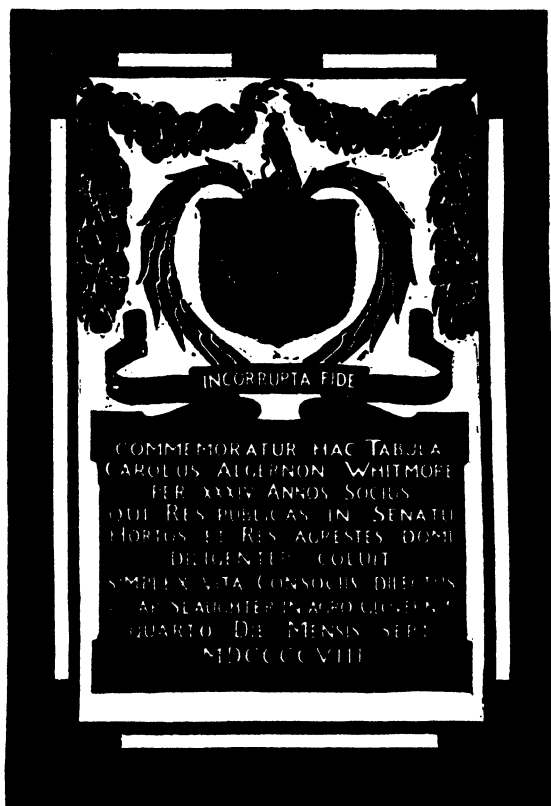 INCORRUPTA FIDE
COMMEMORATUR HAC TABULA
CAROLUS ALGERNON WHITMORE
PER XXXIV ANNOS SOCIUS
QUI RES PUBLICAS IN SENATU
HORTOS ET RES AGRESTES DOMI
DILIGENTER COLUIT
SIMPLEX VITA CONSOCIIS DILECTUS
SLAUGHTER IN AGRO
QUARTO DIE MENSIS SEPT
MDCCCCVIII